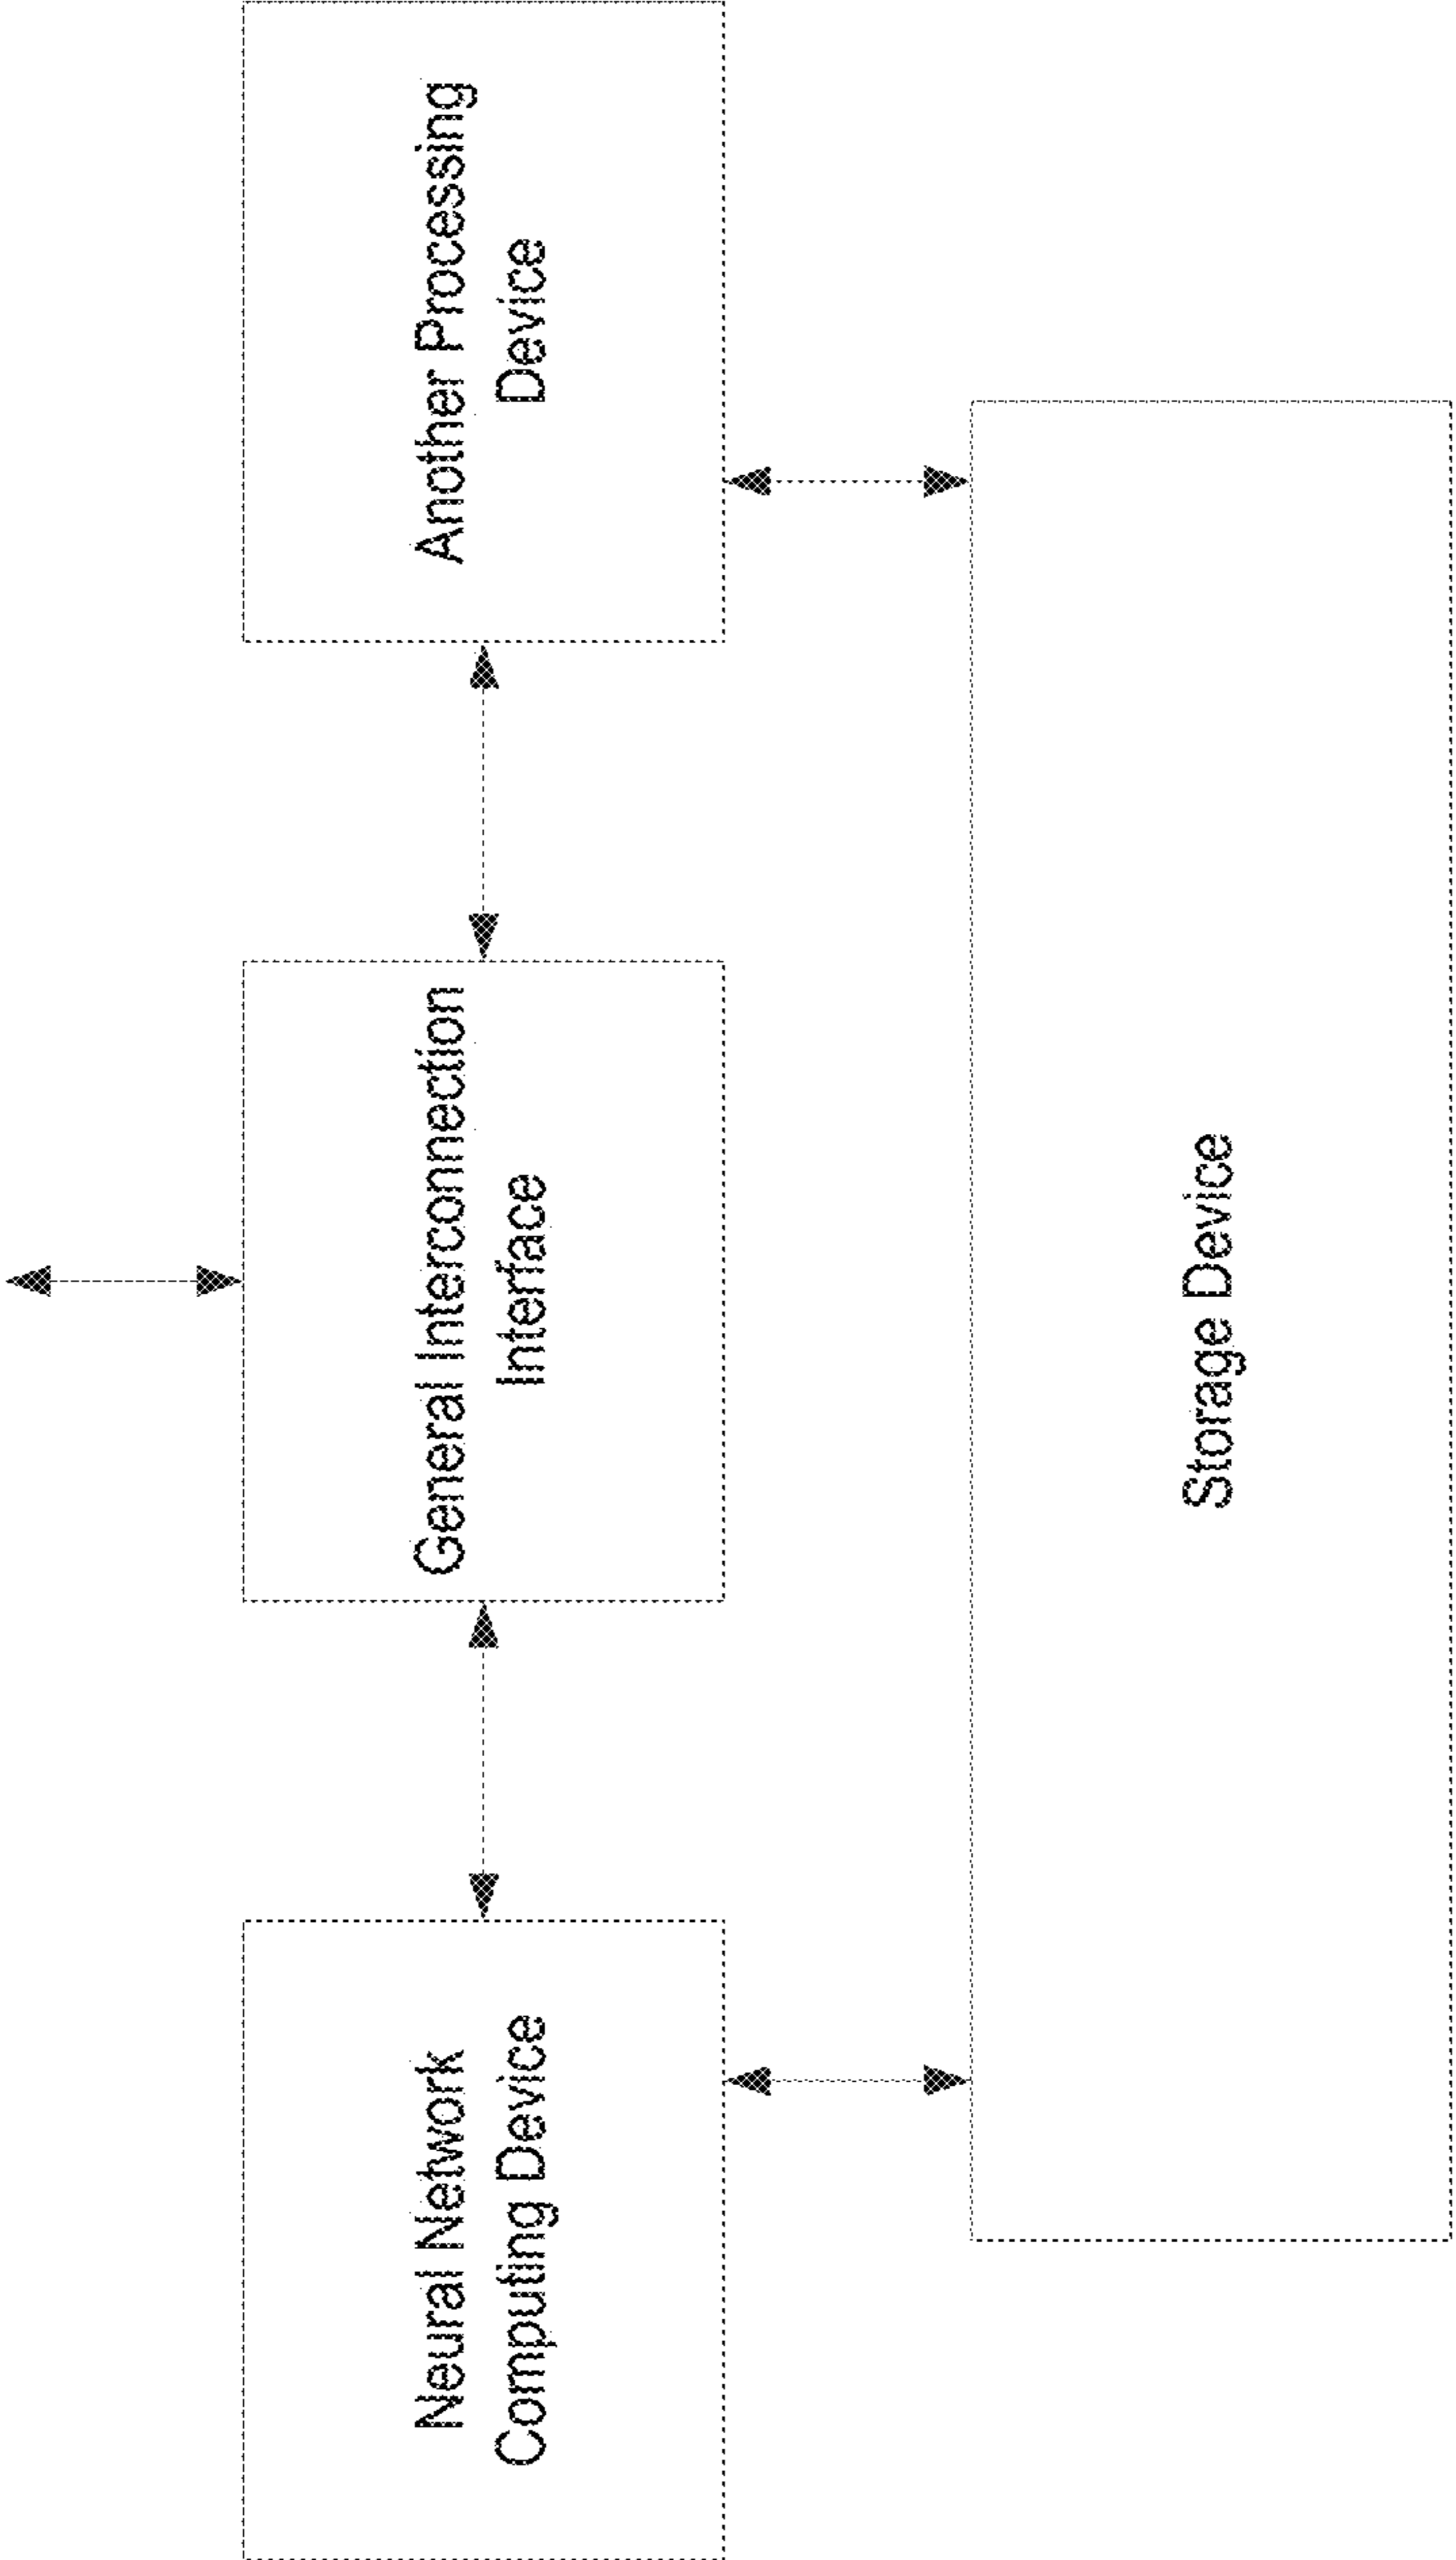 Neural Network
Computing Device
General Interconnection
Interface
Another Processing
Device
Storage Device